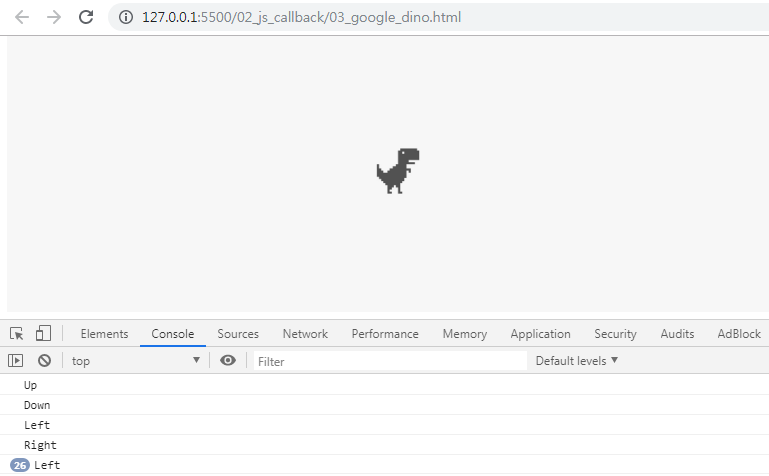 127.0.0.1:5500/02_js_callback/03_google_dino.html
Elements Console Sources Network Performance Memory Application Security Audits AdBlock
top Filter Default levels
Up
Down
Left
Right
26 Left